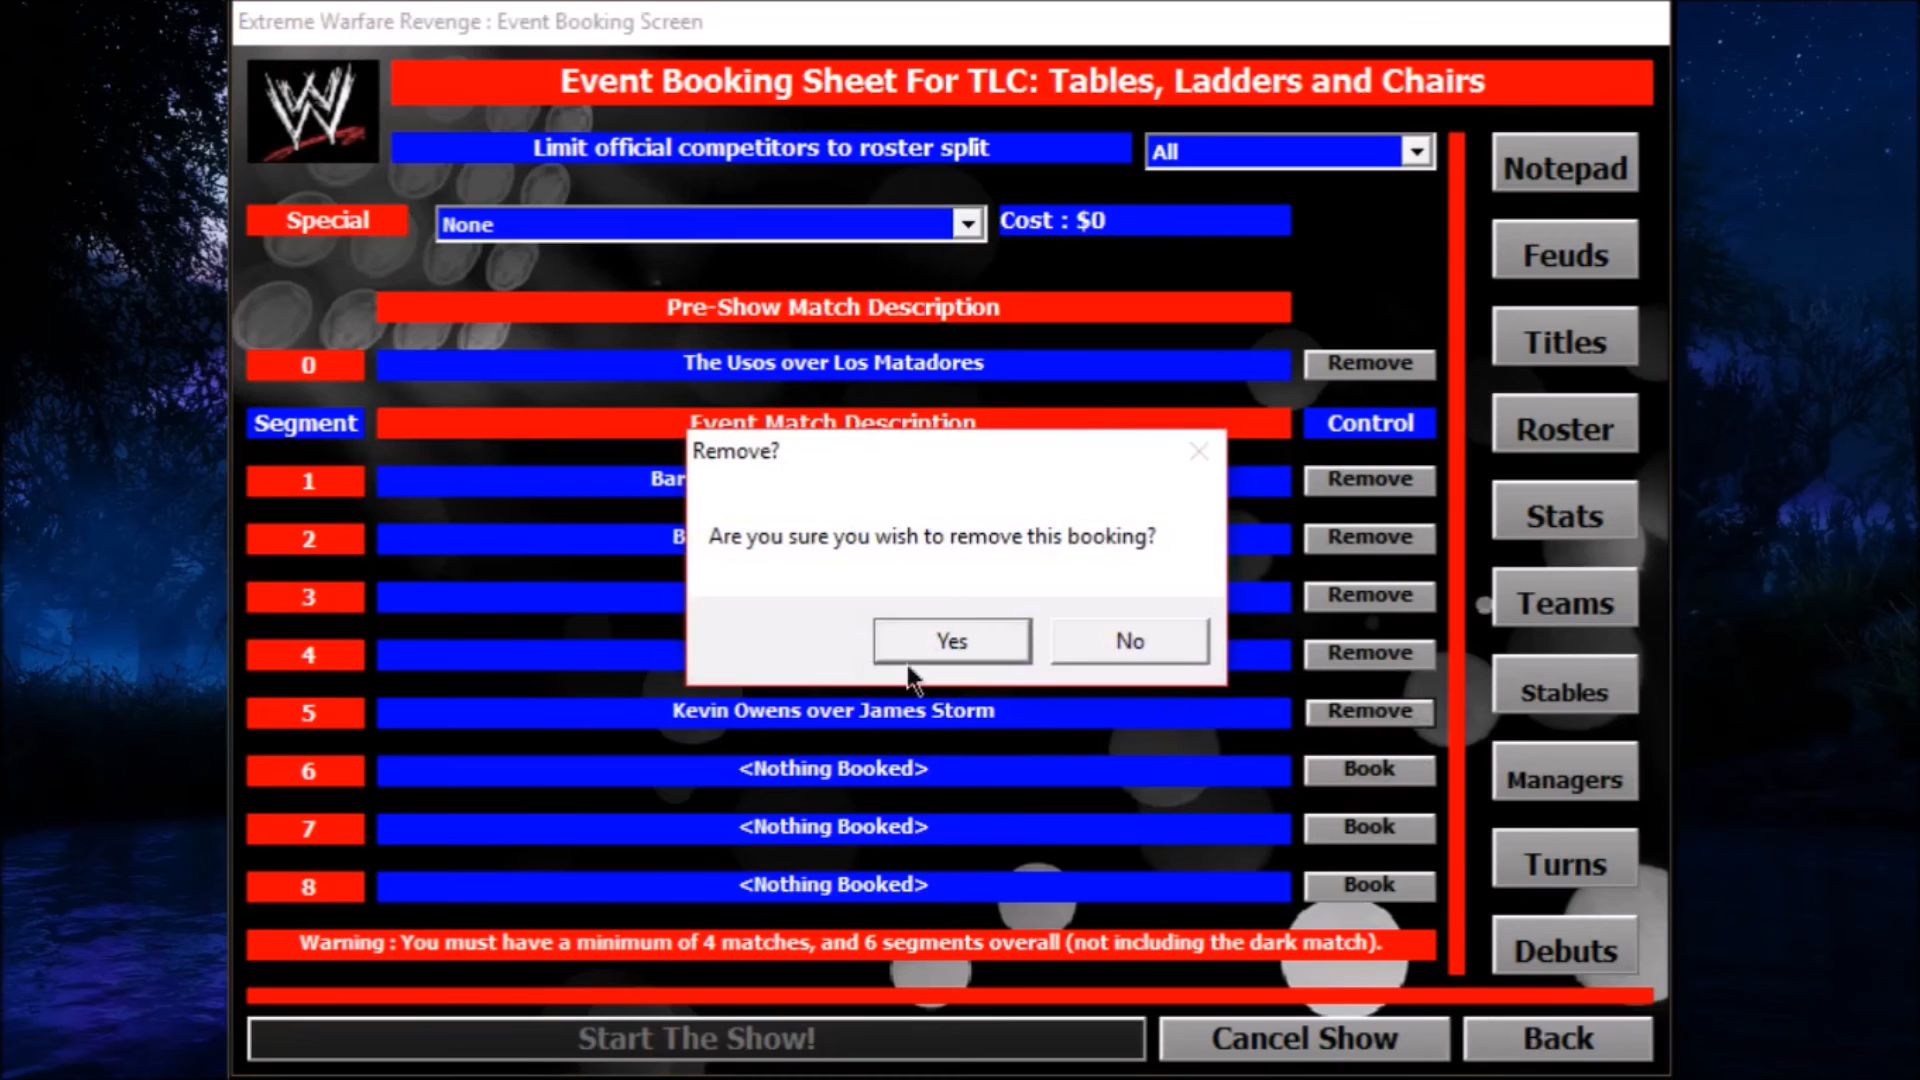 Extreme Warfare Revenge : Event Booking Screen
W
Event Booking Sheet For TLC: Tables, Ladders and Chairs
Limit official competitors to roster split
All
Special
None
Cost : $0
Pre-Show Match Description
0
The Usos over Los Matadores
Remove
Segment
Event Match Description
Control
1
Bar
Remove
2
B
Remove
3
Remove
4
Remove
5
Kevin Owens over James Storm
Remove
6
<Nothing Booked>
Book
7
<Nothing Booked>
Book
8
<Nothing Booked>
Book
Warning : You must have a minimum of 4 matches, and 6 segments overall (not including the dark match).
Remove?
Are you sure you wish to remove this booking?
Yes
No
Notepad
Feuds
Titles
Roster
Stats
Teams
Stables
Managers
Turns
Debuts
Start The Show!
Cancel Show
Back